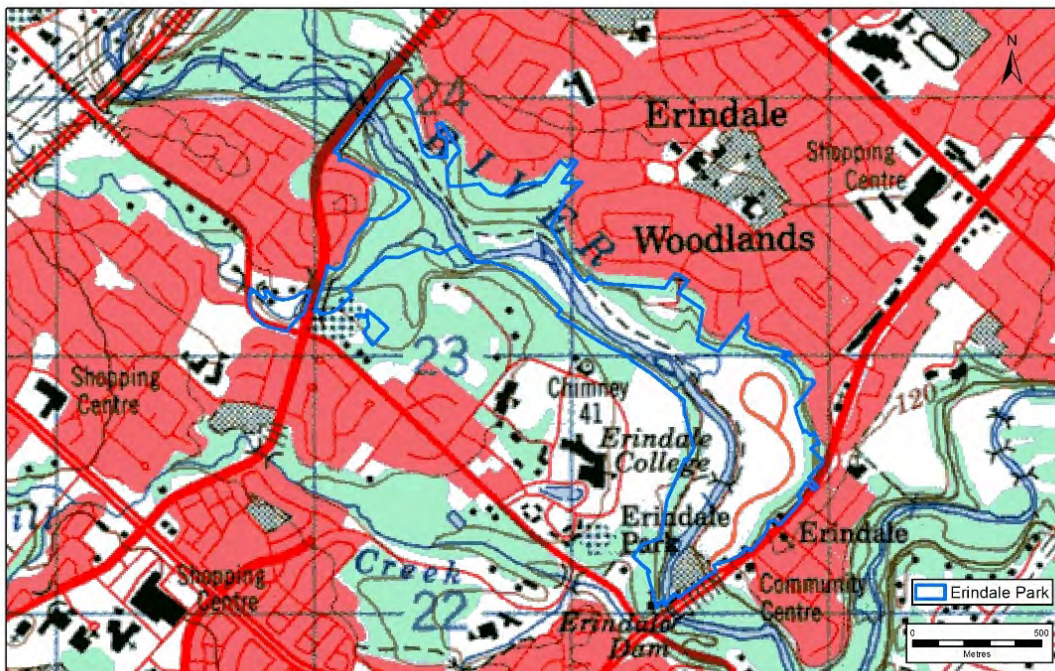 N
24
RIVER
Erindale
Shopping
Centre
Woodlands
23
Shopping
Centre
Chimney
41
120
Erindale
College
Erindale
Park
Erindale
ill
Creek
Shopping
Centre
22
Community
Centre
Erindale
Dam
Erindale Park
0 500
Metres